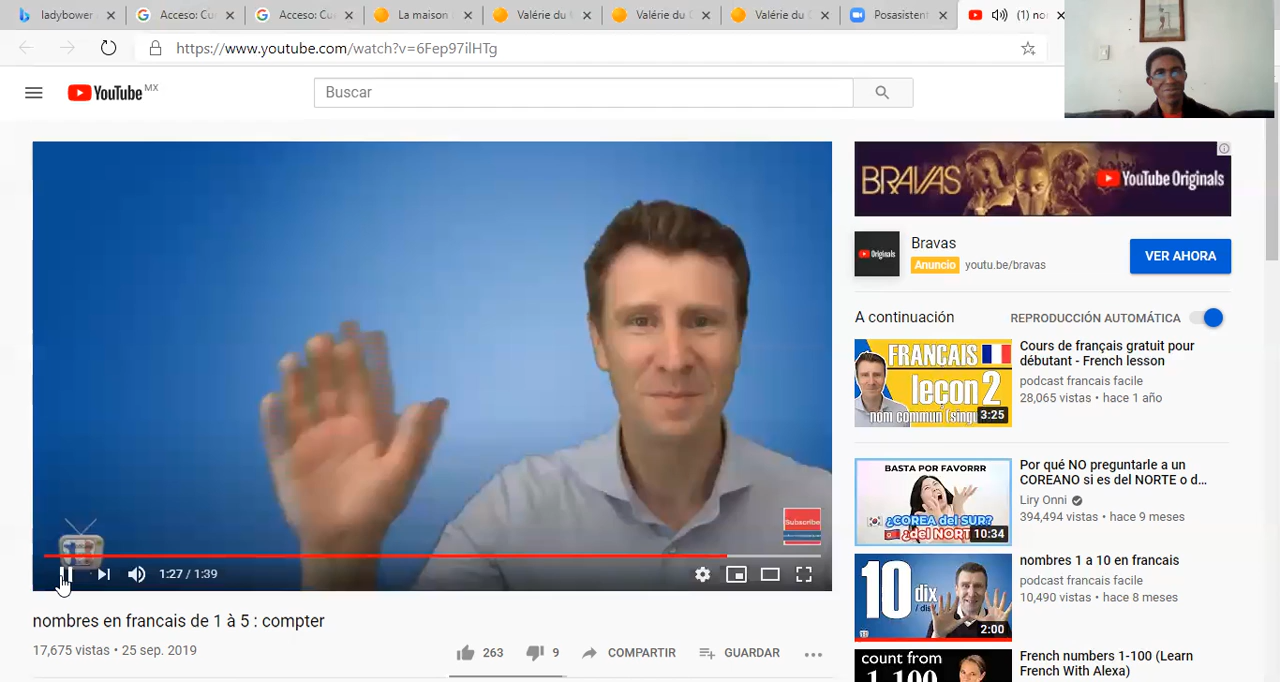 ladybower
Acceso: Cu
Acceso: Cu
La maison
Valérie du
Valérie du
Valérie du
Posasistent
(1) no
https://www.youtube.com/watch?v=6Fep97ilHTg
YouTube MX
Buscar
BRAVAS
YouTube Originals
Originals
Bravas
Anuncio youtu.be/bravas
VER AHORA
A continuación
REPRODUCCIÓN AUTOMÁTICA
FRANÇAIS
leçon 2
nom commun (sing
3:25
Cours de français gratuit pour
débutant - French lesson
podcast francais facile
28,065 vistas • hace 1 año
BASTA POR FAVORRR
¿COREA del SUR?
¿del NORT
10:34
Por qué NO preguntarle a un
COREANO si es del NORTE o d...
Liry Onni
394,494 vistas • hace 9 meses
10 dix
/dis/
2:00
nombres 1 a 10 en francais
podcast francais facile
10,490 vistas • hace 8 meses
count from
1-100
French numbers 1-100 (Learn
French With Alexa)
Subscribe
1:27 / 1:39
nombres en francais de 1 à 5 : compter
17,675 vistas • 25 sep. 2019
263
9
COMPARTIR
GUARDAR